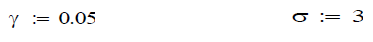 γ := 0.05 σ := 3